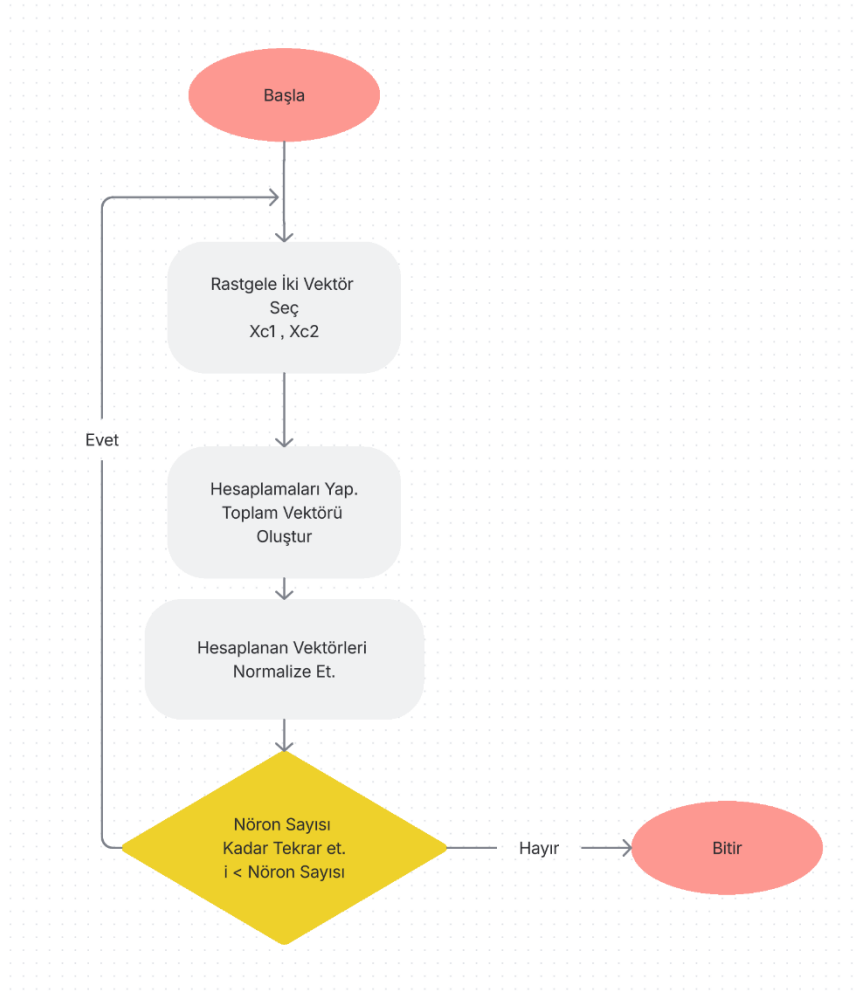 Başla
Rastgele İki Vektör
Seç
Xc1 , Xc2
Evet
Hesaplamaları Yap.
Toplam Vektörü
Oluştur
Hesaplanan Vektörleri
Normalize Et.
Nöron Sayısı
Kadar Tekrar et.
i < Nöron Sayısı
Hayır
Bitir